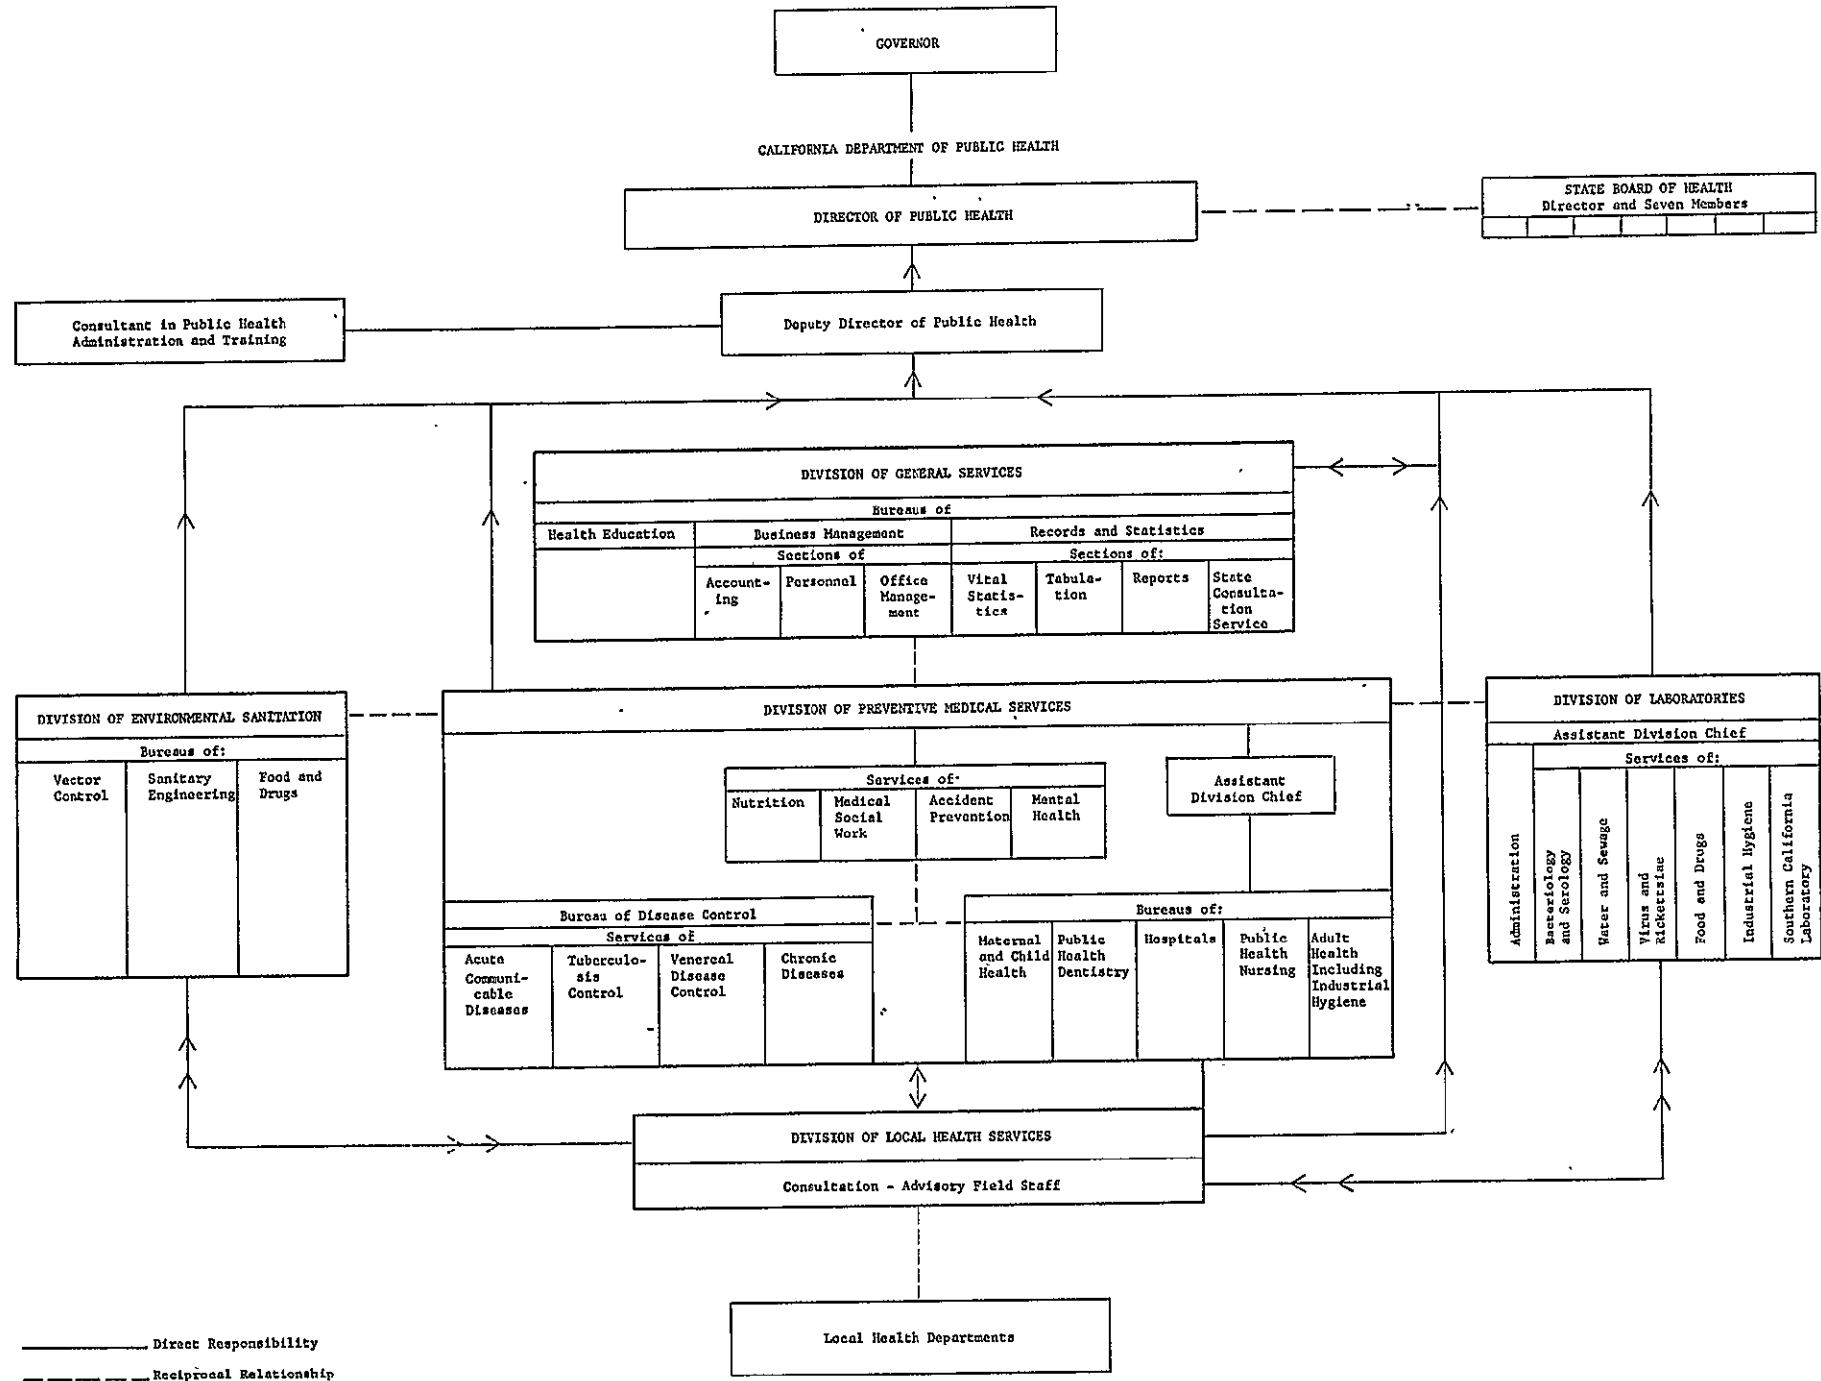 GOVERNOR
CALIFORNIA DEPARTMENT OF PUBLIC HEALTH
DIRECTOR OF PUBLIC HEALTH
STATE BOARD OF HEALTH
Director and Seven Members
Consultant in Public Health
Administration and Training
Deputy Director of Public Health
DIVISION OF GENERAL SERVICES
Bureaus of
Health Education
Business Management
Records and Statistics
Sections of
Sections of:
Account-
ing
Personnel
Office
Manage-
ment
Vital
Statis-
tics
Tabula-
tion
Reports
State
Consulta-
tion
Service
DIVISION OF ENVIRONMENTAL SANITATION
Bureaus of:
Vector
Control
Sanitary
Engineering
Food and
Drugs
DIVISION OF PREVENTIVE MEDICAL SERVICES
Services of
Nutrition
Medical
Social
Work
Accident
Prevention
Mental
Health
Assistant
Division Chief
Bureau of Disease Control
Services of
Acute
Communi-
cable
Diseases
Tuberculo-
sis
Control
Venereal
Disease
Control
Chronic
Diseases
Bureaus of:
Maternal
and Child
Health
Public
Health
Dentistry
Hospitals
Public
Health
Nursing
Adult
Health
Including
Industrial
Hygiene
DIVISION OF LABORATORIES
Assistant Division Chief
Services of:
Administration
Bacteriology
and Serology
Water and Sewage
Virus and
Rickettsiae
Food and Drugs
Industrial Hygiene
Southern California
Laboratory
DIVISION OF LOCAL HEALTH SERVICES
Consultation - Advisory Field Staff
Local Health Departments
Direct Responsibility
Reciprocal Relationship